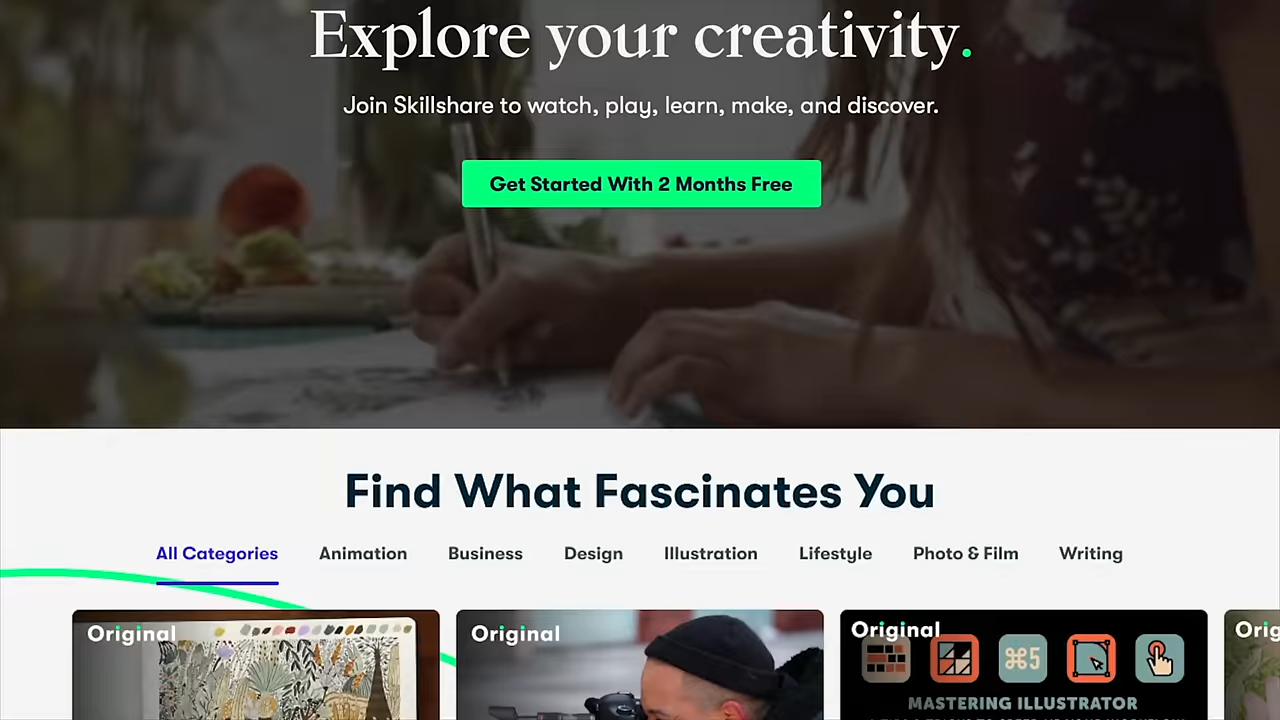 Explore your creativity.
Join Skillshare to watch, play, learn, make, and discover.
Get Started With 2 Months Free
Find What Fascinates You
All Categories Animation Business Design Illustration Lifestyle Photo & Film Writing
Original Original Original
⌘5
MASTERING ILLUSTRATOR